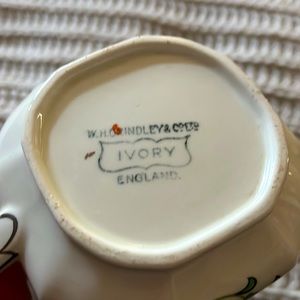 W.H.GRINDLEY & CO LTD
IVORY
ENGLAND.